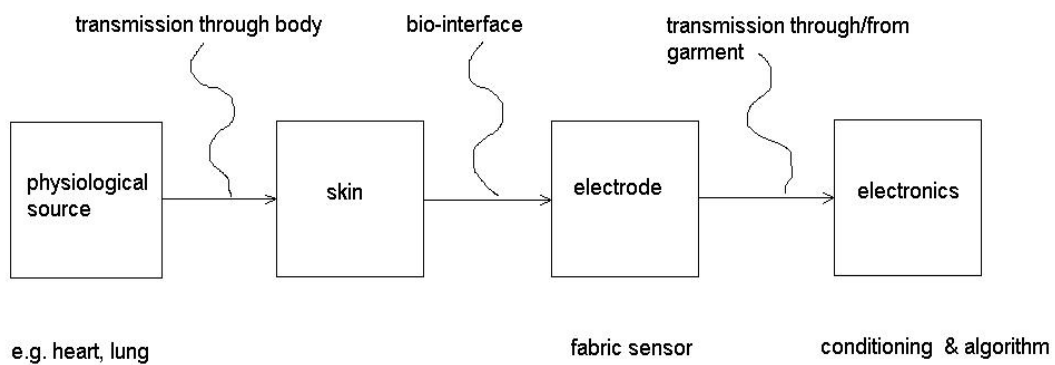 transmission through body
bio-interface
transmission through/from
garment
physiological
source
skin
electrode
electronics
e.g. heart, lung
fabric sensor
conditioning & algorithm